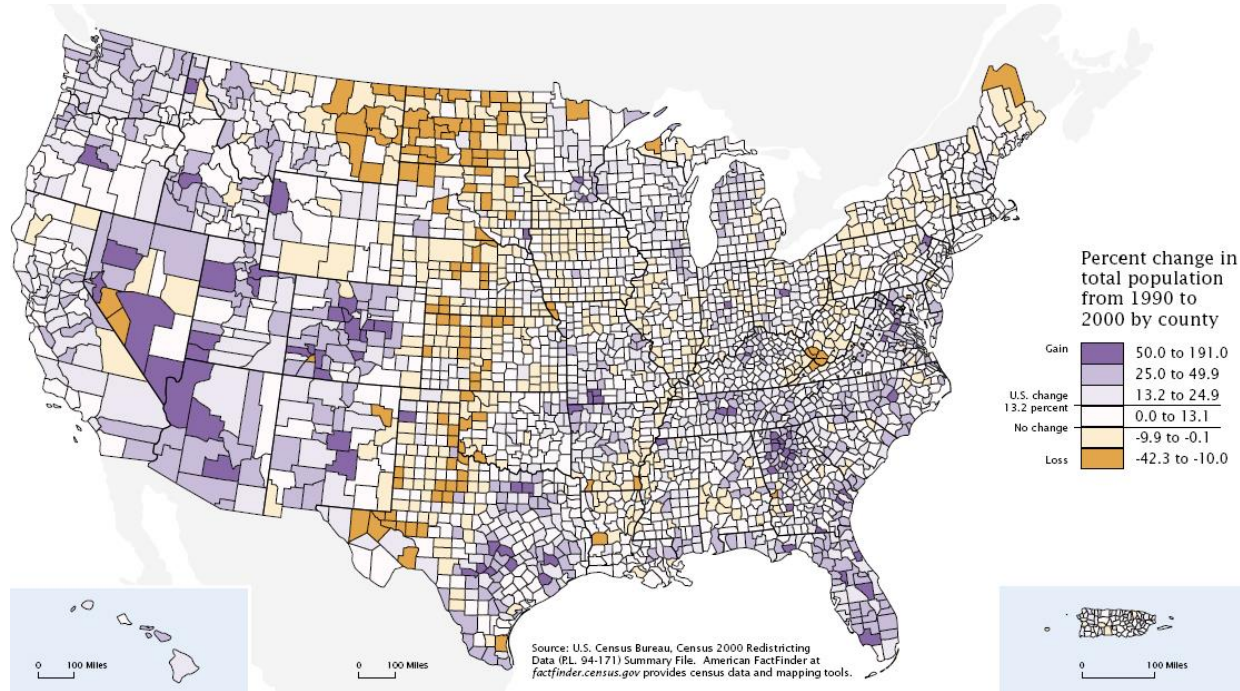 Percent change in
total population
from 1990 to
2000 by county
Gain
50.0 to 191.0
25.0 to 49.9
U.S. change
13.2 percent
13.2 to 24.9
0.0 to 13.1
No change
-9.9 to -0.1
Loss
-42.3 to -10.0
0 100 Miles
0 100 Miles
Source: U.S. Census Bureau, Census 2000 Redistricting
Data (P.L. 94-171) Summary File. American FactFinder at
factfinder.census.gov provides census data and mapping tools.
0 100 Miles